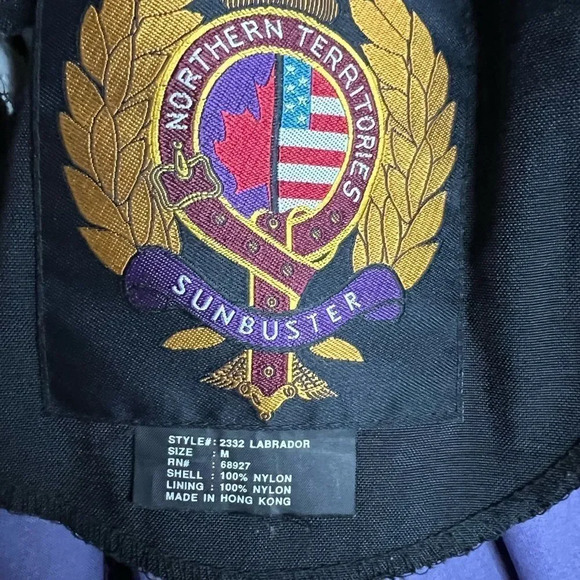 NORTHERN TERRITORIES
SUNBUSTER
STYLE#: 2332 LABRADOR
SIZE : M
RN# : 68927
SHELL : 100% NYLON
LINING : 100% NYLON
MADE IN HONG KONG